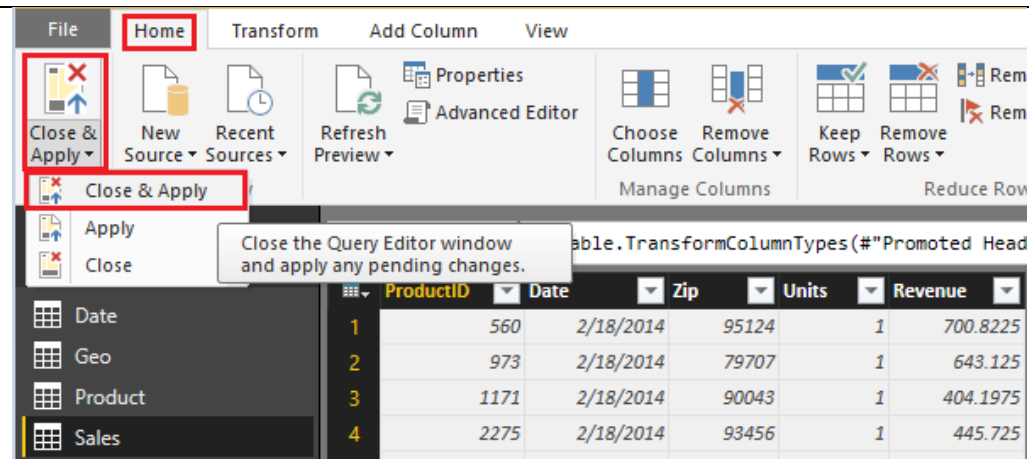 File Home Transform Add Column View
Properties
Advanced Editor
Close & Apply
New Source
Recent Sources
Refresh Preview
Choose Columns
Remove Columns
Keep Rows
Remove Rows
Rem
Rem
Manage Columns
Reduce Row
Close & Apply
Apply
Close
Close the Query Editor window
and apply any pending changes.
able.TransformColumnTypes(#"Promoted Head
Date
Geo
Product
Sales
ProductID Date Zip Units Revenue
1 560 2/18/2014 95124 1 700.8225
2 973 2/18/2014 79707 1 643.125
3 1171 2/18/2014 90043 1 404.1975
4 2275 2/18/2014 93456 1 445.725